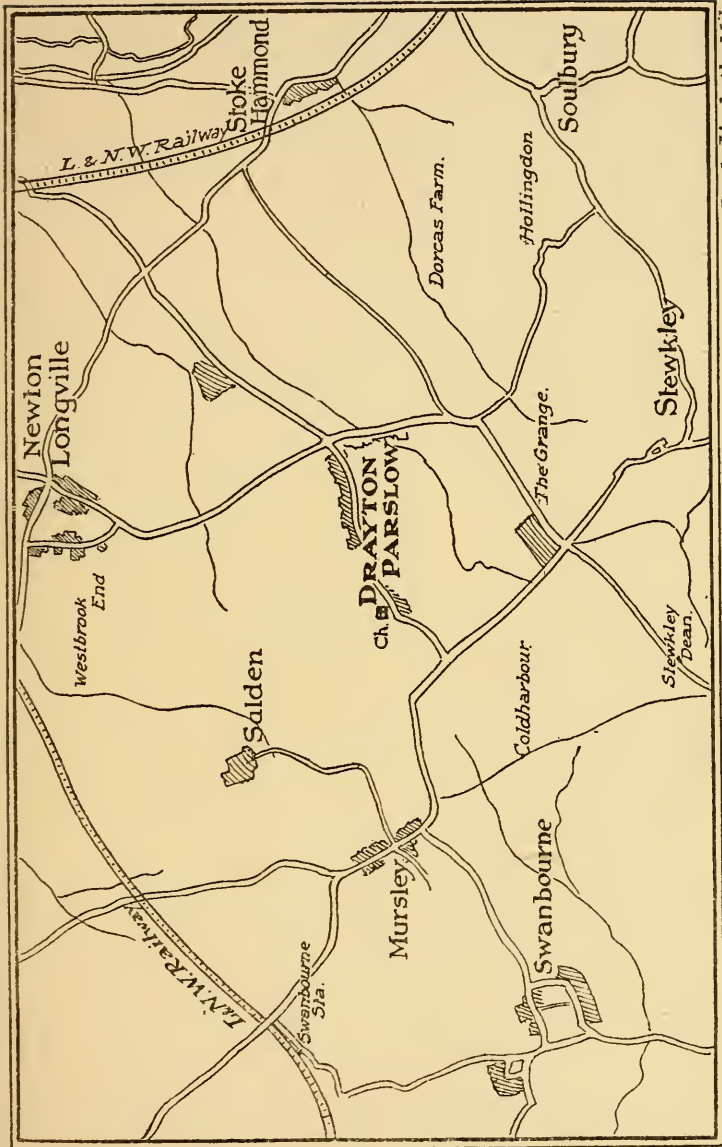 Newton
Longville
L. & N. W. Railway
Stoke
Hammond
Westbrook
End
Salden
DRAYTON
PARSLOW
Ch.
Dorcas Farm.
Hollingdon
Soulbury
L. & N. W. Railway
Swanbourne
Sta.
Mursley
Coldharbour
The Grange.
Stewkley
Swanbourne
Stewkley
Dean.